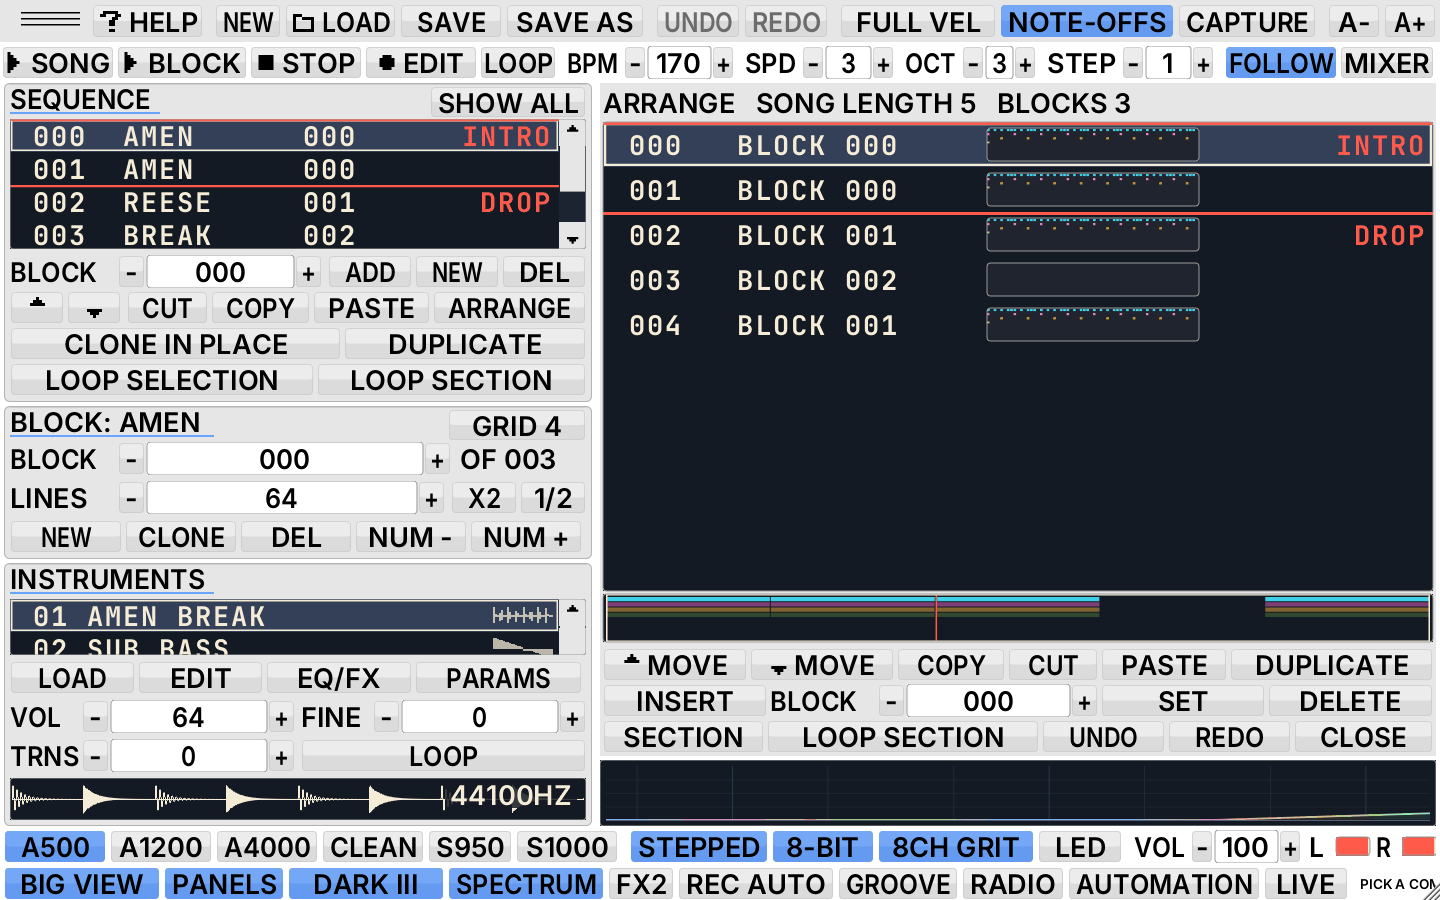 ? HELP NEW LOAD SAVE SAVE AS UNDO REDO FULL VEL NOTE-OFFS CAPTURE A- A+
SONG BLOCK STOP EDIT LOOP BPM - 170 + SPD - 3 + OCT - 3 + STEP - 1 + FOLLOW MIXER
SEQUENCE SHOW ALL
000 AMEN 000 INTRO
001 AMEN 000
002 REESE 001 DROP
003 BREAK 002
BLOCK - 000 + ADD NEW DEL
CUT COPY PASTE ARRANGE
CLONE IN PLACE DUPLICATE
LOOP SELECTION LOOP SECTION
BLOCK: AMEN GRID 4
BLOCK - 000 + OF 003
LINES - 64 + X2 1/2
NEW CLONE DEL NUM - NUM +
INSTRUMENTS
01 AMEN BREAK
02 SUB BASS
LOAD EDIT EQ/FX PARAMS
VOL - 64 + FINE - 0 +
TRNS - 0 + LOOP
44100HZ
ARRANGE SONG LENGTH 5 BLOCKS 3
000 BLOCK 000 INTRO
001 BLOCK 000
002 BLOCK 001 DROP
003 BLOCK 002
004 BLOCK 001
MOVE MOVE COPY CUT PASTE DUPLICATE
INSERT BLOCK - 000 + SET DELETE
SECTION LOOP SECTION UNDO REDO CLOSE
A500 A1200 A4000 CLEAN S950 S1000 STEPPED 8-BIT 8CH GRIT LED VOL - 100 + L R
BIG VIEW PANELS DARK III SPECTRUM FX2 REC AUTO GROOVE RADIO AUTOMATION LIVE PICK A